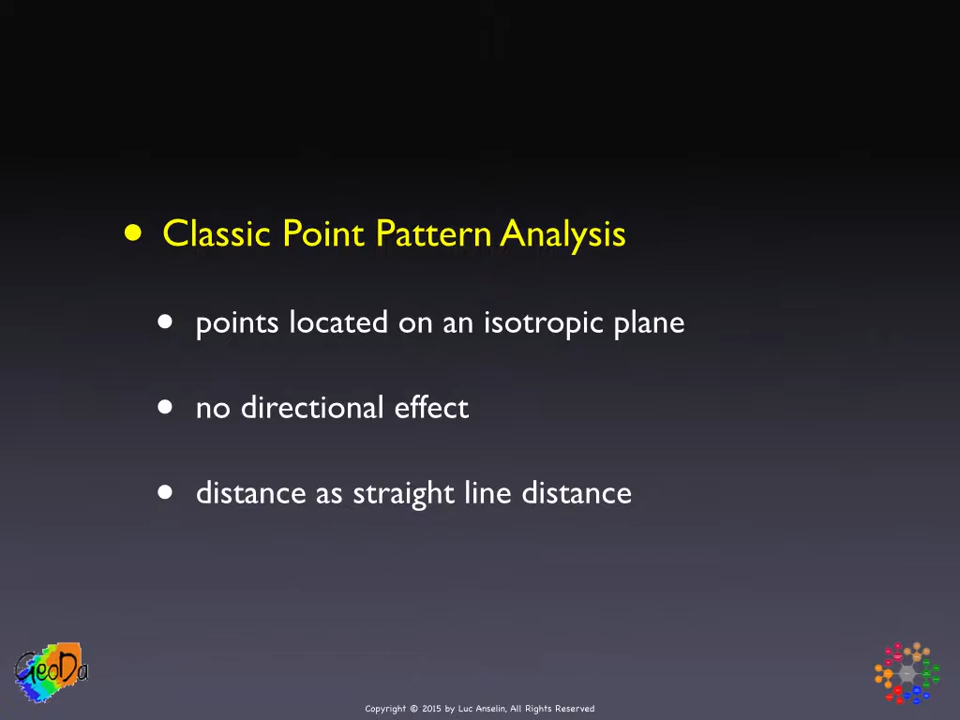 • Classic Point Pattern Analysis
• points located on an isotropic plane
• no directional effect
• distance as straight line distance
GeoDa
Copyright © 2015 by Luc Anselin, All Rights Reserved